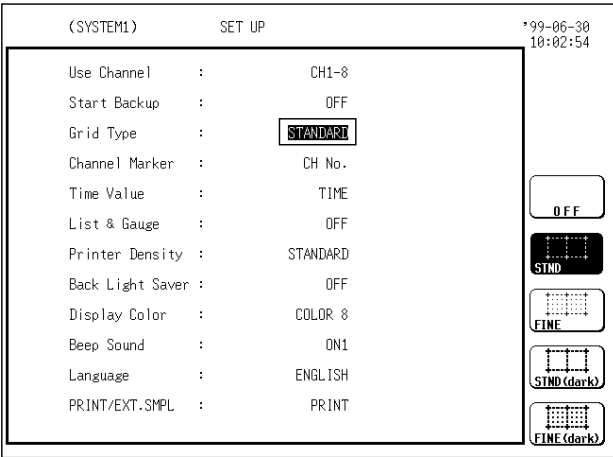 (SYSTEM1) SET UP '99-06-30
10:02:54
Use Channel : CH1-8
Start Backup : OFF
Grid Type : STANDARD
Channel Marker : CH No.
Time Value : TIME
List & Gauge : OFF
Printer Density : STANDARD
Back Light Saver : OFF
Display Color : COLOR 8
Beep Sound : ON1
Language : ENGLISH
PRINT/EXT.SMPL : PRINT
OFF
STND
FINE
STND(dark)
FINE(dark)